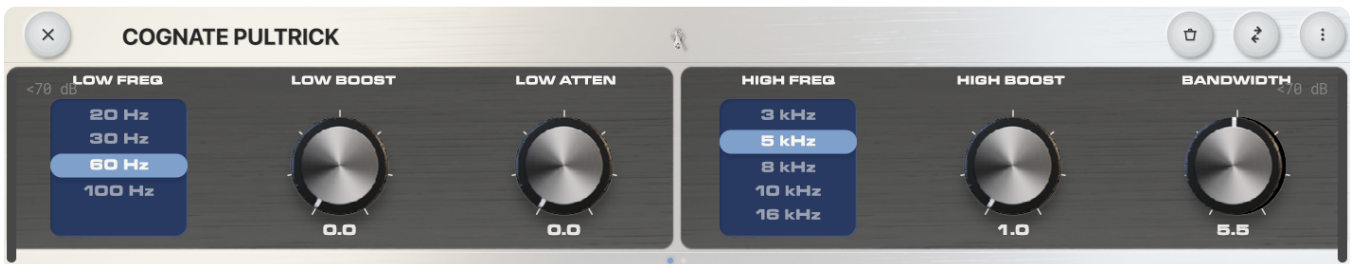 COGNATE PULTRICK
LOW FREQ LOW BOOST LOW ATTEN HIGH FREQ HIGH BOOST BANDWIDTH
<70 dB <70 dB
20 Hz
30 Hz
60 Hz
100 Hz
0.0 0.0
3 kHz
5 kHz
8 kHz
10 kHz
16 kHz
1.0 5.5